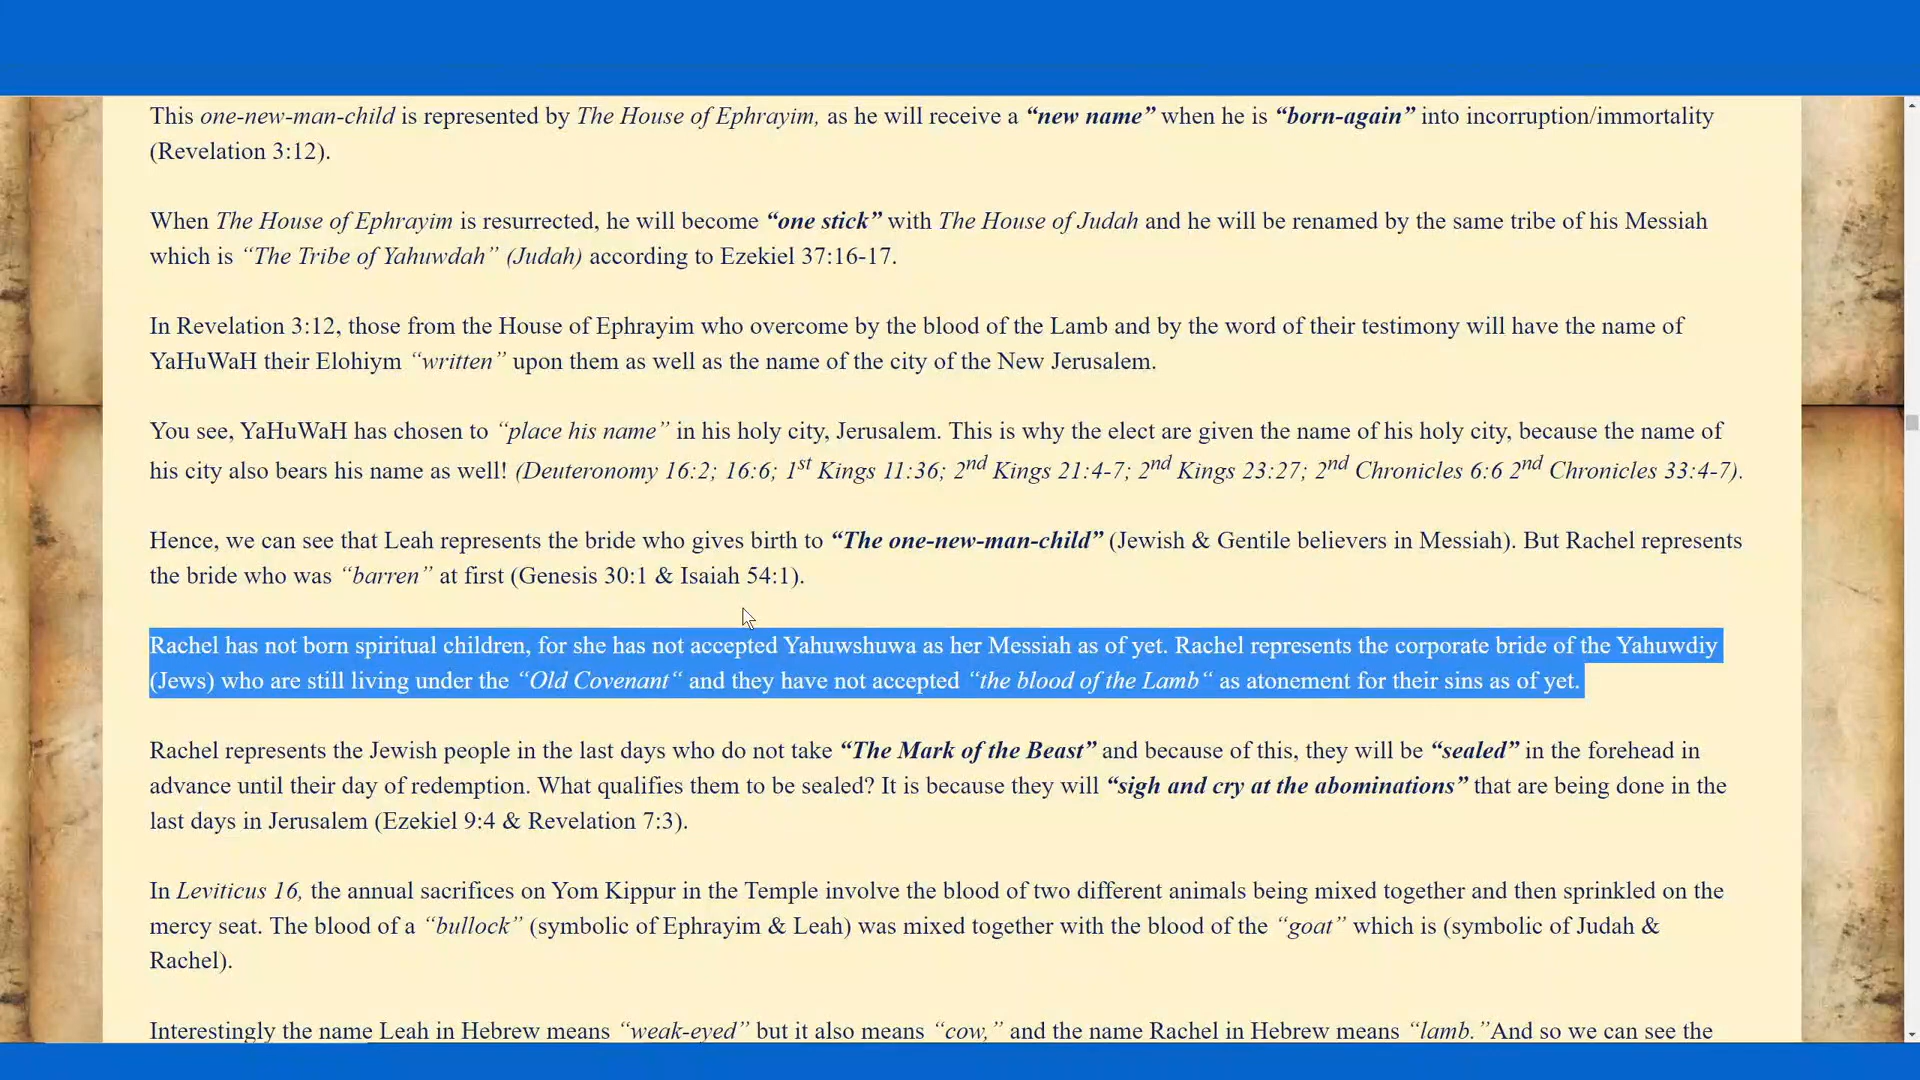 This one-new-man-child is represented by The House of Ephrayim, as he will receive a “new name” when he is “born-again” into incorruption/immortality
(Revelation 3:12).
When The House of Ephrayim is resurrected, he will become “one stick” with The House of Judah and he will be renamed by the same tribe of his Messiah
which is “The Tribe of Yahuwdah” (Judah) according to Ezekiel 37:16-17.
In Revelation 3:12, those from the House of Ephrayim who overcome by the blood of the Lamb and by the word of their testimony will have the name of
YaHuWaH their Elohiym “written” upon them as well as the name of the city of the New Jerusalem.
You see, YaHuWaH has chosen to “place his name” in his holy city, Jerusalem. This is why the elect are given the name of his holy city, because the name of
his city also bears his name as well! (Deuteronomy 16:2; 16:6; 1st Kings 11:36; 2nd Kings 21:4-7; 2nd Kings 23:27; 2nd Chronicles 6:6 2nd Chronicles 33:4-7).
Hence, we can see that Leah represents the bride who gives birth to “The one-new-man-child” (Jewish & Gentile believers in Messiah). But Rachel represents
the bride who was “barren” at first (Genesis 30:1 & Isaiah 54:1).
Rachel has not born spiritual children, for she has not accepted Yahuwshuwa as her Messiah as of yet. Rachel represents the corporate bride of the Yahuwdiy
(Jews) who are still living under the “Old Covenant“ and they have not accepted “the blood of the Lamb“ as atonement for their sins as of yet.
Rachel represents the Jewish people in the last days who do not take “The Mark of the Beast” and because of this, they will be “sealed” in the forehead in
advance until their day of redemption. What qualifies them to be sealed? It is because they will “sigh and cry at the abominations” that are being done in the
last days in Jerusalem (Ezekiel 9:4 & Revelation 7:3).
In Leviticus 16, the annual sacrifices on Yom Kippur in the Temple involve the blood of two different animals being mixed together and then sprinkled on the
mercy seat. The blood of a “bullock” (symbolic of Ephrayim & Leah) was mixed together with the blood of the “goat” which is (symbolic of Judah &
Rachel).
Interestingly the name Leah in Hebrew means “weak-eyed” but it also means “cow,” and the name Rachel in Hebrew means “lamb.”And so we can see the